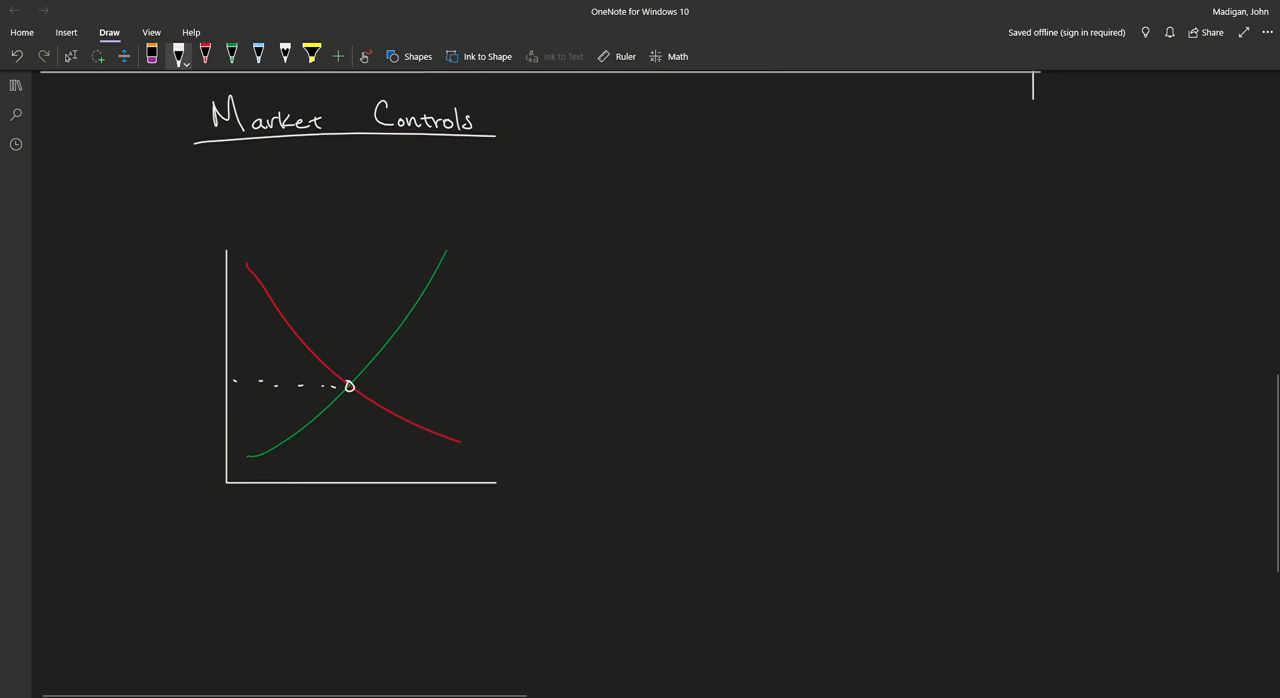 OneNote for Windows 10
Madigan, John
Home Insert Draw View Help
Saved offline (sign in required) Share
Shapes Ink to Shape Ink to Text Ruler Math
Market Controls